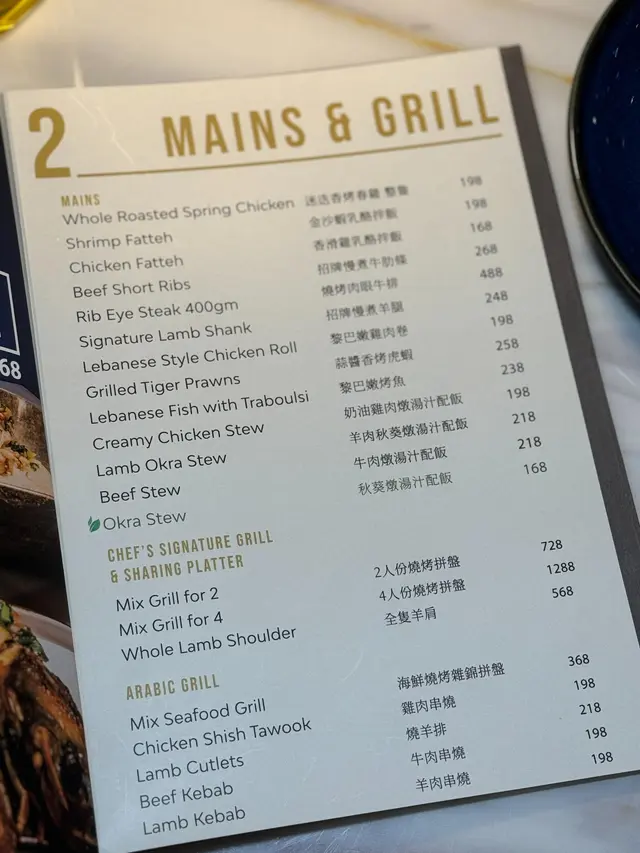 2 MAINS & GRILL
MAINS
Whole Roasted Spring Chicken 迷迭香烤春雞 整隻 198
Shrimp Fatteh 金沙蝦乳酪拌飯 198
Chicken Fatteh 香滑雞乳酪拌飯 168
Beef Short Ribs 招牌慢煮牛肋條 268
Rib Eye Steak 400gm 燒烤肉眼牛排 488
Signature Lamb Shank 招牌慢煮羊腿 248
Lebanese Style Chicken Roll 黎巴嫩雞肉卷 198
Grilled Tiger Prawns 蒜醬香烤虎蝦 258
Lebanese Fish with Traboulsi 黎巴嫩烤魚 238
Creamy Chicken Stew 奶油雞肉燉湯汁配飯 198
Lamb Okra Stew 羊肉秋葵燉湯汁配飯 218
Beef Stew 牛肉燉湯汁配飯 218
Okra Stew 秋葵燉湯汁配飯 168
CHEF'S SIGNATURE GRILL
& SHARING PLATTER
Mix Grill for 2 2人份燒烤拼盤 728
Mix Grill for 4 4人份燒烤拼盤 1288
Whole Lamb Shoulder 全隻羊肩 568
ARABIC GRILL
Mix Seafood Grill 海鮮燒烤雜錦拼盤 368
Chicken Shish Tawook 雞肉串燒 198
Lamb Cutlets 燒羊排 218
Beef Kebab 牛肉串燒 198
Lamb Kebab 羊肉串燒 198
68